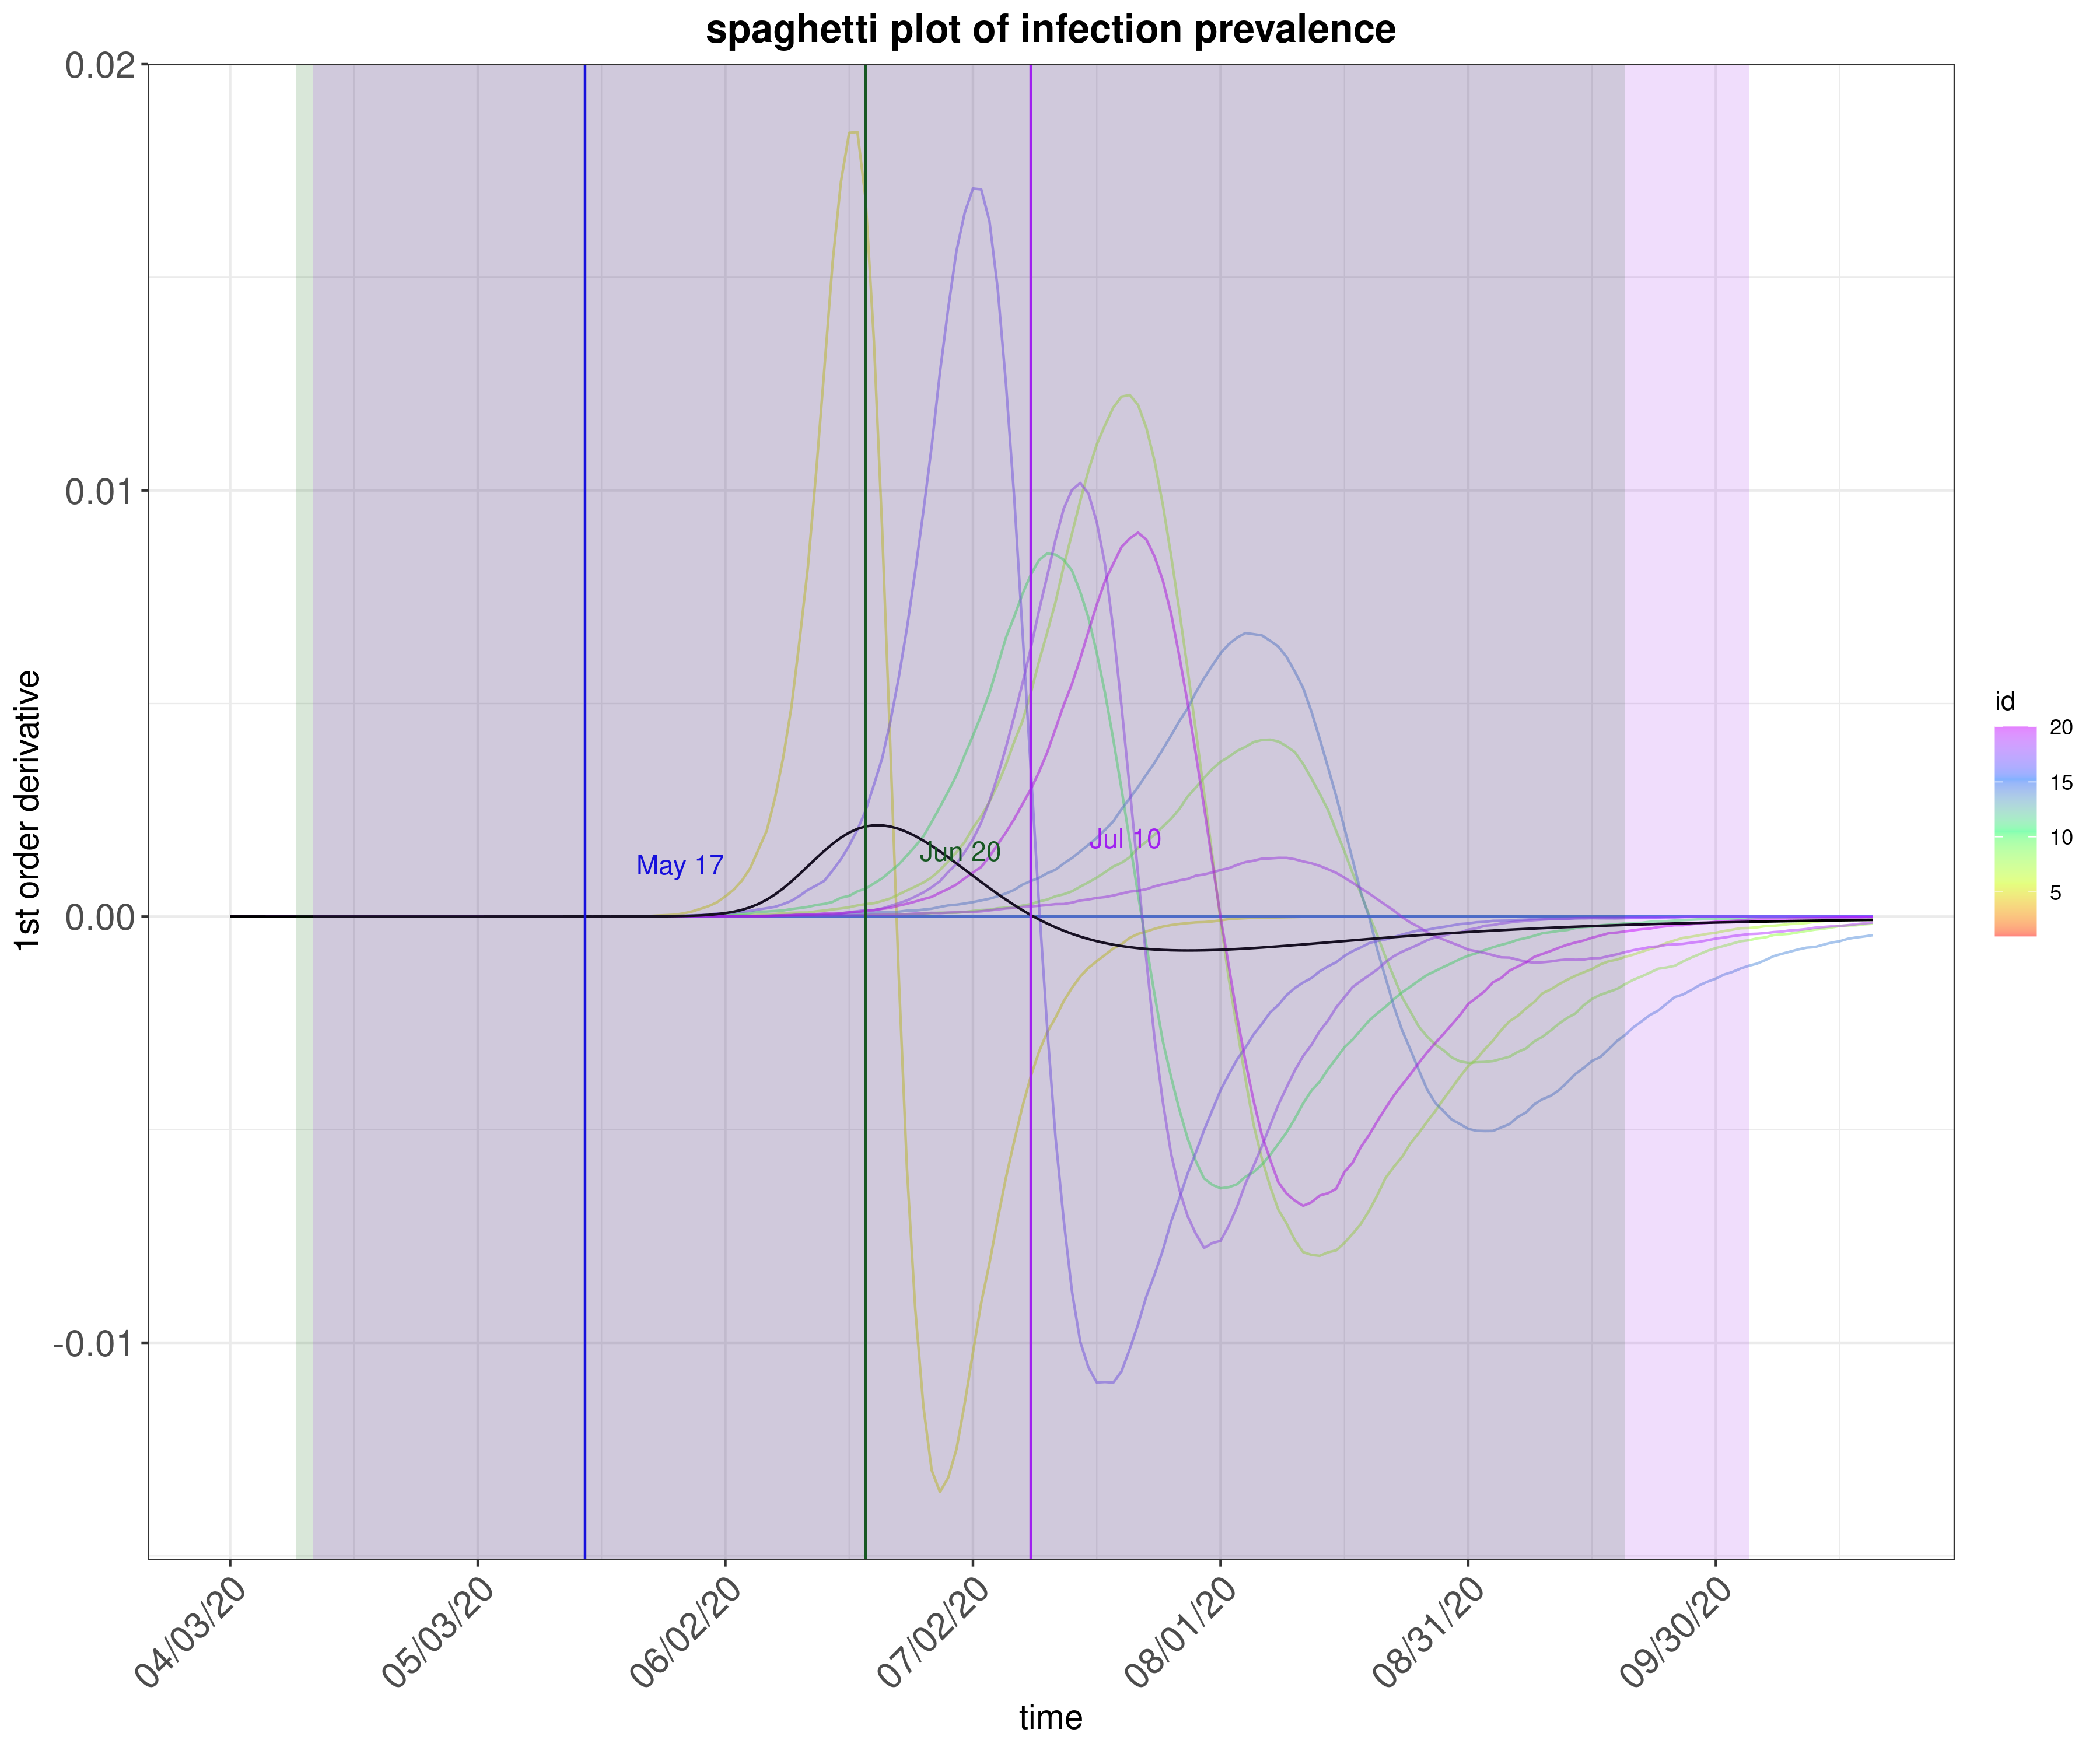 spaghetti plot of infection prevalence
1st order derivative
0.02
0.01
0.00
-0.01
May 17
Jun 20
Jul 10
04/03/20
05/03/20
06/02/20
07/02/20
08/01/20
08/31/20
09/30/20
time
id
20
15
10
5